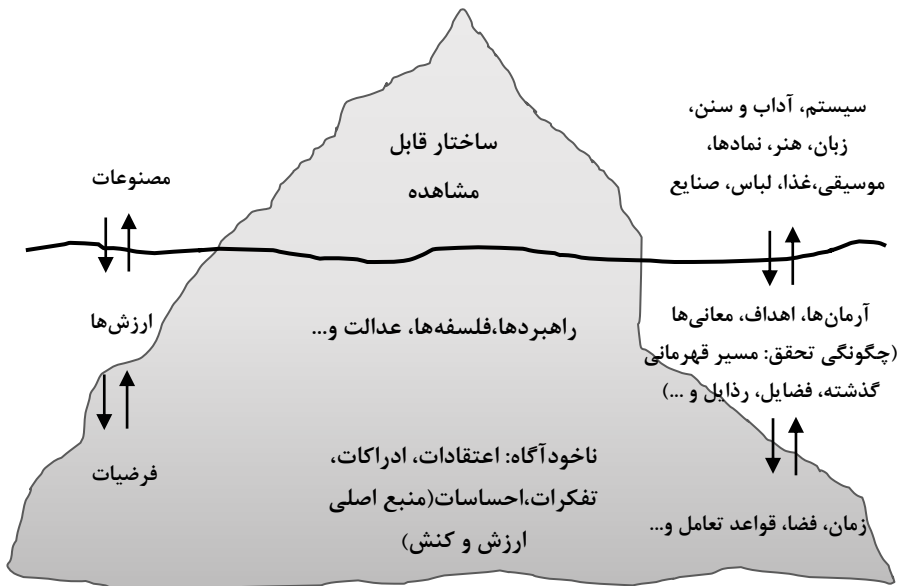 سیستم، آداب و سنن،
زبان، هنر، نمادها،
موسیقی،غذا، لباس، صنایع
ساختار قابل
مشاهده
مصنوعات
آرمان‌ها، اهداف، معانی‌ها
(چگونگی تحقق: مسیر قهرمانی
گذشته، فضایل، رذایل و ...)
راهبردها،فلسفه‌ها، عدالت و...
ارزش‌ها
ناخودآگاه: اعتقادات، ادراکات،
تفکرات،احساسات(منبع اصلی
ارزش و کنش)
زمان، فضا، قواعد تعامل و...
فرضیات